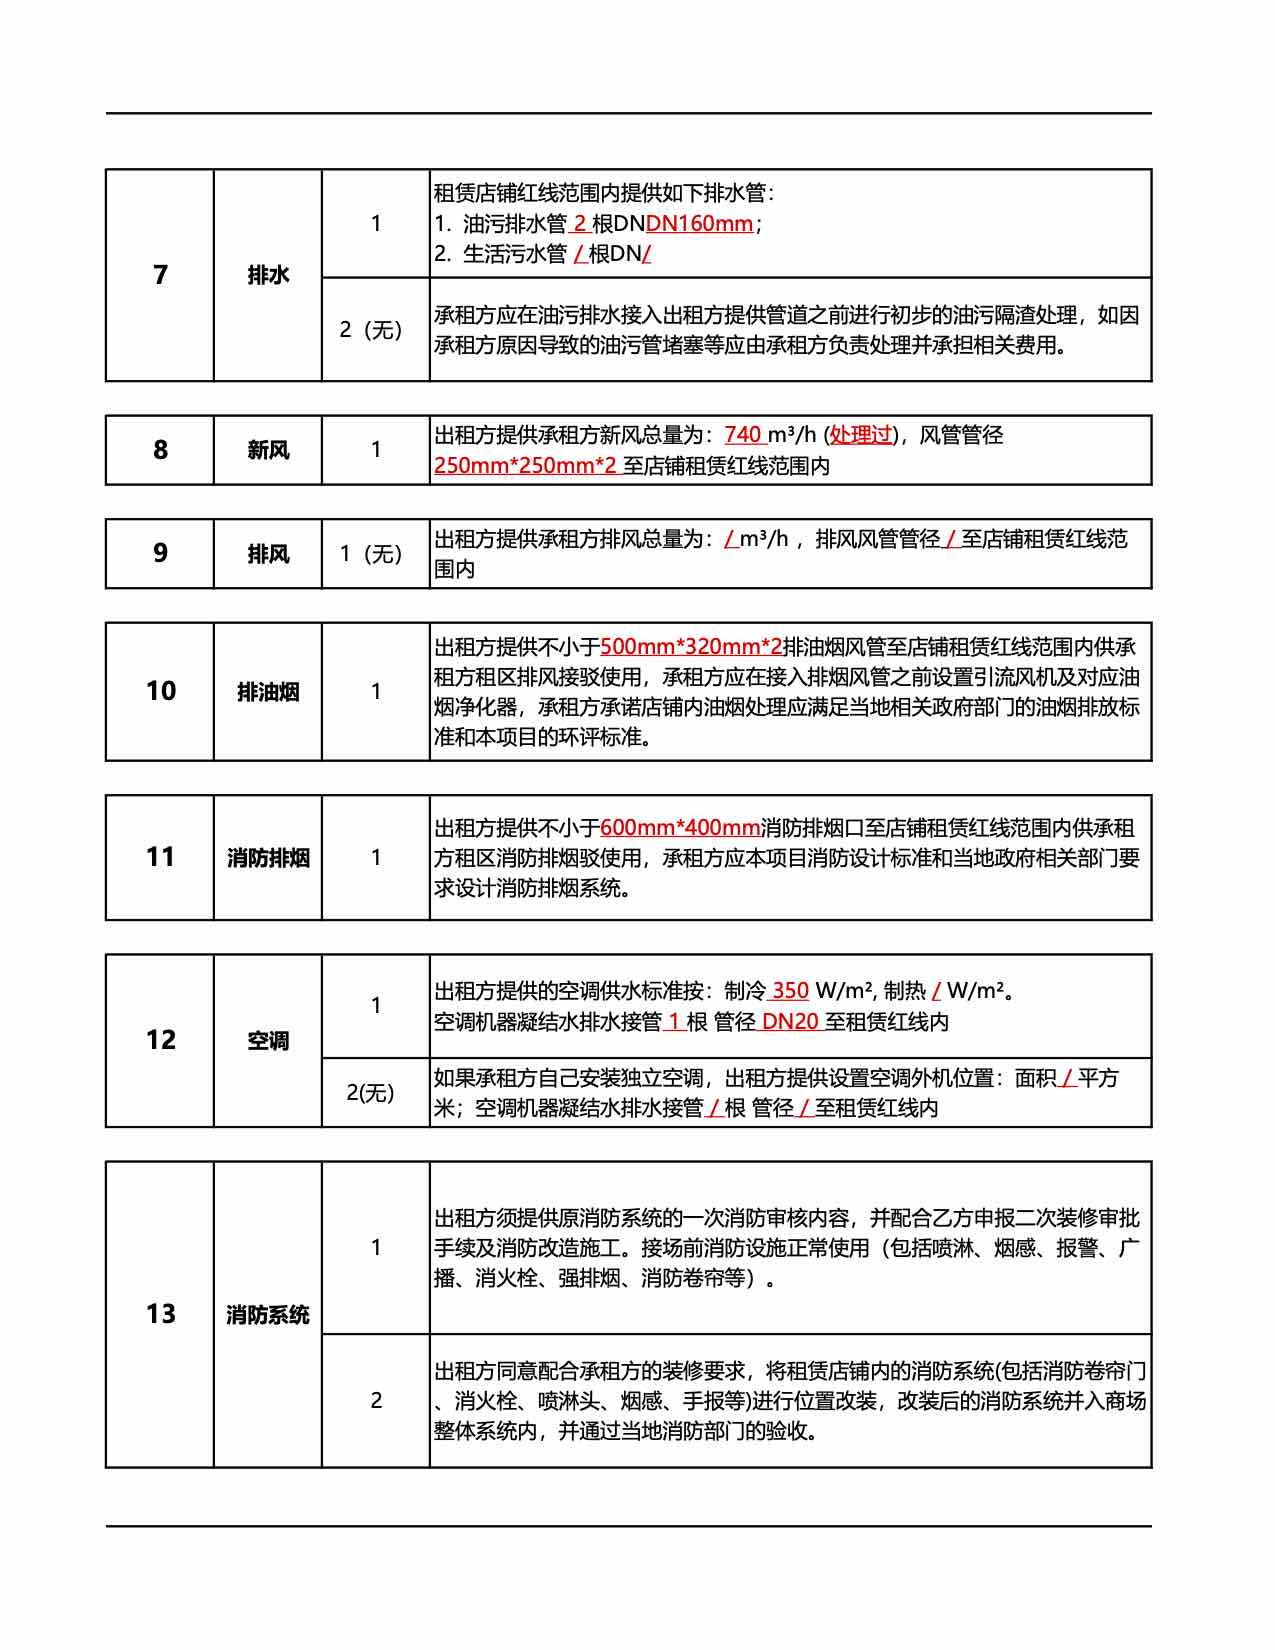 7
排水
1
租赁店铺红线范围内提供如下排水管：
1. 油污排水管 2 根DNDN160mm；
2. 生活污水管 / 根DN/
2（无）
承租方应在油污排水接入出租方提供管道之前进行初步的油污隔渣处理，如因
承租方原因导致的油污管堵塞等应由承租方负责处理并承担相关费用。
8
新风
1
出租方提供承租方新风总量为：740 m³/h (处理过)，风管管径
250mm*250mm*2 至店铺租赁红线范围内
9
排风
1（无）
出租方提供承租方排风总量为：/ m³/h ，排风风管管径 / 至店铺租赁红线范
围内
10
排油烟
1
出租方提供不小于500mm*320mm*2排油烟风管至店铺租赁红线范围内供承
租方租区排风接驳使用，承租方应在接入排烟风管之前设置引流风机及对应油
烟净化器，承租方承诺店铺内油烟处理应满足当地相关政府部门的油烟排放标
准和本项目的环评标准。
11
消防排烟
1
出租方提供不小于600mm*400mm消防排烟口至店铺租赁红线范围内供承租
方租区消防排烟驳使用，承租方应本项目消防设计标准和当地政府相关部门要
求设计消防排烟系统。
12
空调
1
出租方提供的空调供水标准按：制冷 350 W/m², 制热 / W/m²。
空调机器凝结水排水接管 1 根 管径 DN20 至租赁红线内
2(无)
如果承租方自己安装独立空调，出租方提供设置空调外机位置：面积 / 平方
米；空调机器凝结水排水接管 / 根 管径 / 至租赁红线内
13
消防系统
1
出租方须提供原消防系统的一次消防审核内容，并配合乙方申报二次装修审批
手续及消防改造施工。接场前消防设施正常使用（包括喷淋、烟感、报警、广
播、消火栓、强排烟、消防卷帘等）。
2
出租方同意配合承租方的装修要求，将租赁店铺内的消防系统(包括消防卷帘门
、消火栓、喷淋头、烟感、手报等)进行位置改装，改装后的消防系统并入商场
整体系统内，并通过当地消防部门的验收。